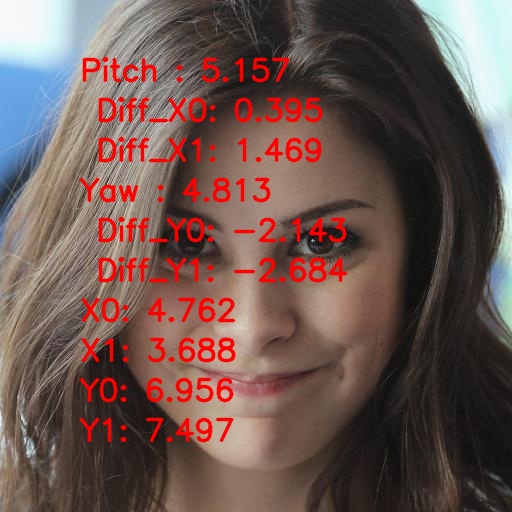 Pitch : 5.157
Diff_X0: 0.395
Diff_X1: 1.469
Yaw : 4.813
Diff_Y0: −2.143
Diff_Y1: −2.684
X0: 4.762
X1: 3.688
Y0: 6.956
Y1: 7.497